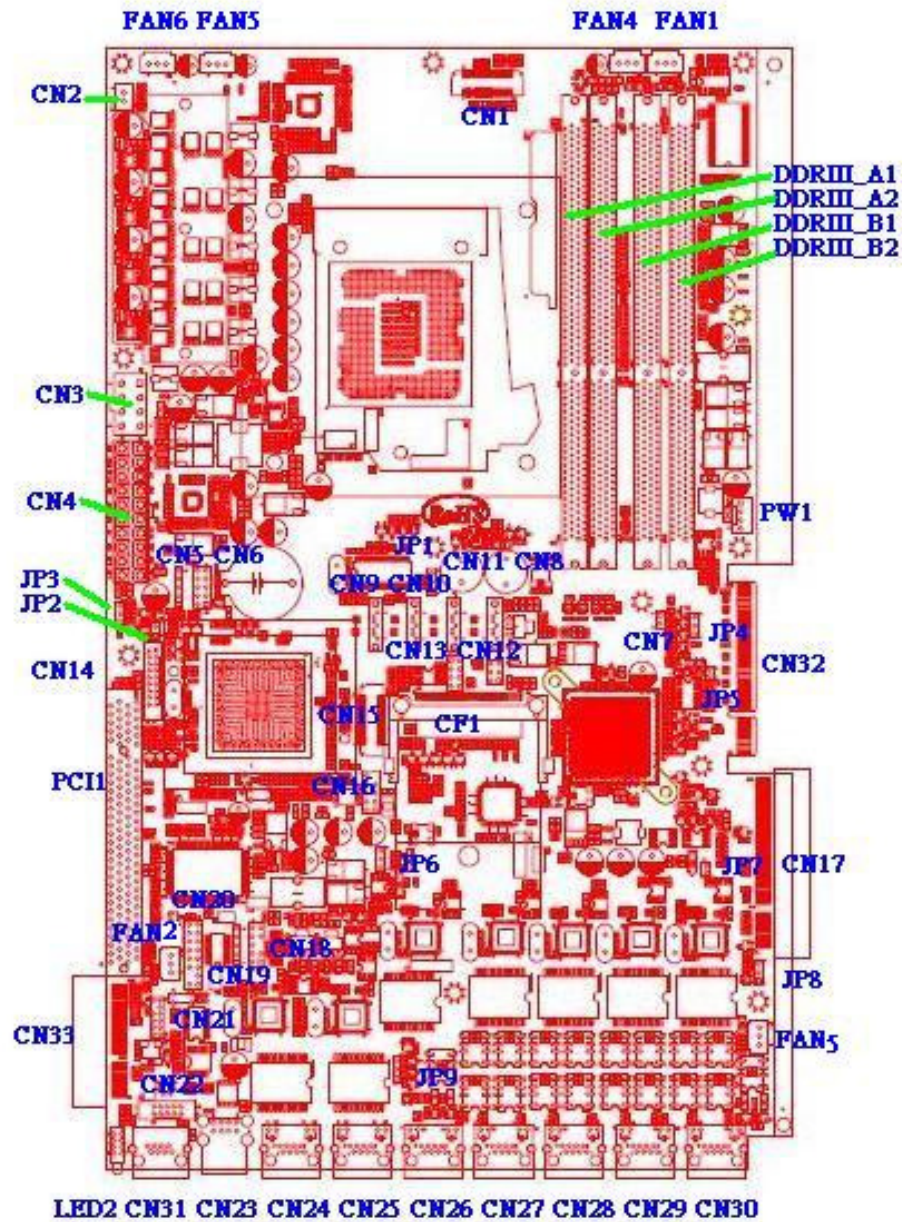 FAN6 FAN5 FAN4 FAN1
CN2
CN1
DDRIII_A1
DDRIII_A2
DDRIII_B1
DDRIII_B2
CN3
CN4
PW1
JP1
CN5 CN6
CN11 CN8
CN9 CN10
JP3
JP2
CN7 JP4
CN13 CN12
CN14
CN32
JP5
CN15
CF1
PCI1
CN16
JP6
JP7 CN17
CN20
FAN2
CN18
CN19
JP8
CN21
CN33
FAN5
JP9
CN22
LED2 CN31 CN23 CN24 CN25 CN26 CN27 CN28 CN29 CN30